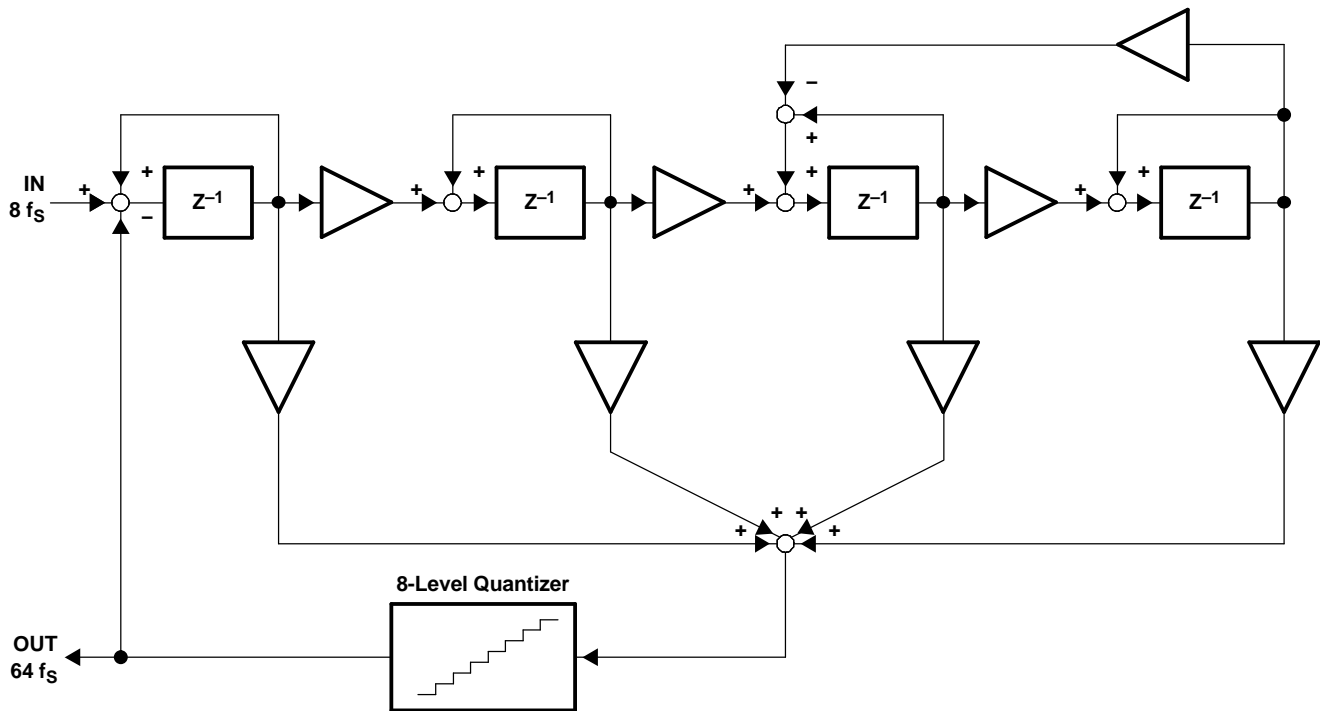 IN
8 fS
+
+
−
Z−1
+
+
Z−1
+
−
+
+
Z−1
+
+
Z−1
+
+
+
+
8-Level Quantizer
OUT
64 fS